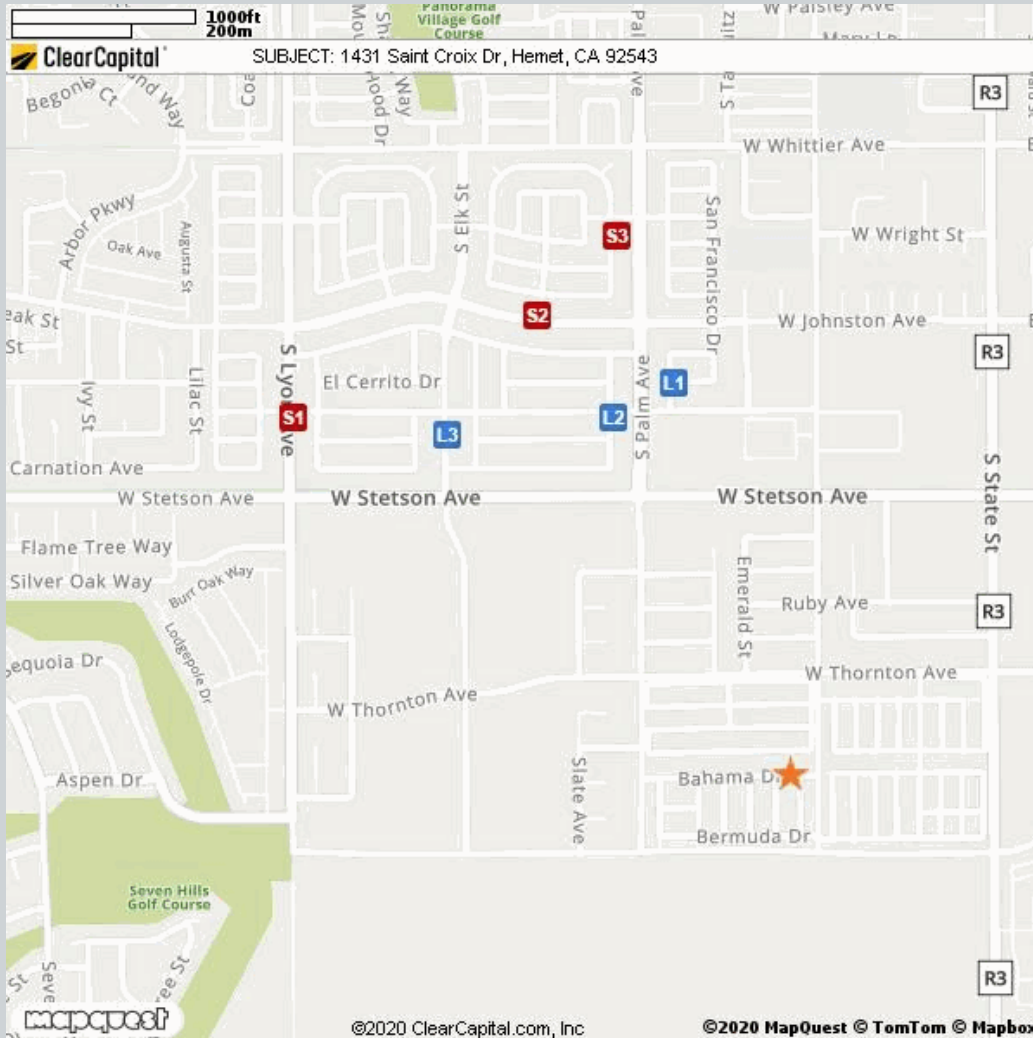 1000ft
200m
Panorama
Village Golf
Course
W Paisley Ave
ClearCapital
SUBJECT: 1431 Saint Croix Dr, Hemet, CA 92543
Begonia Ct
Way
Hood Dr
Way
R3
W Whittier Ave
Arbor Pkwy
Oak Ave
Augusta St
S Elk St
S3
San Francisco Dr
W Wright St
S2
W Johnston Ave
St
R3
S Lyon Ave
El Cerrito Dr
L1
Ivy St
Lilac St
S1
L2
S Palm Ave
L3
Carnation Ave
W Stetson Ave
W Stetson Ave
W Stetson Ave
S State St
Flame Tree Way
Silver Oak Way
Burr Oak Way
Emerald St
Ruby Ave
R3
Lodgepole Dr
Sequoia Dr
W Thornton Ave
W Thornton Ave
Aspen Dr
Slate Ave
Bahama Dr
Bermuda Dr
Seven Hills
Golf Course
R3
mapquest
©2020 ClearCapital.com, Inc
©2020 MapQuest © TomTom © Mapbox